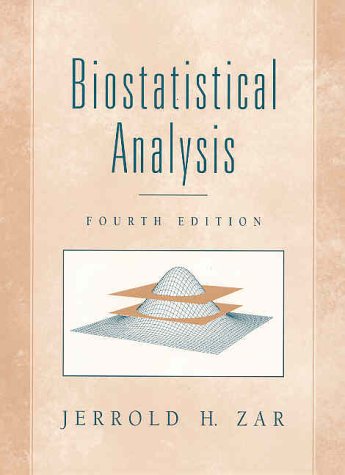 Biostatistical
Analysis
FOURTH EDITION
JERROLD H. ZAR